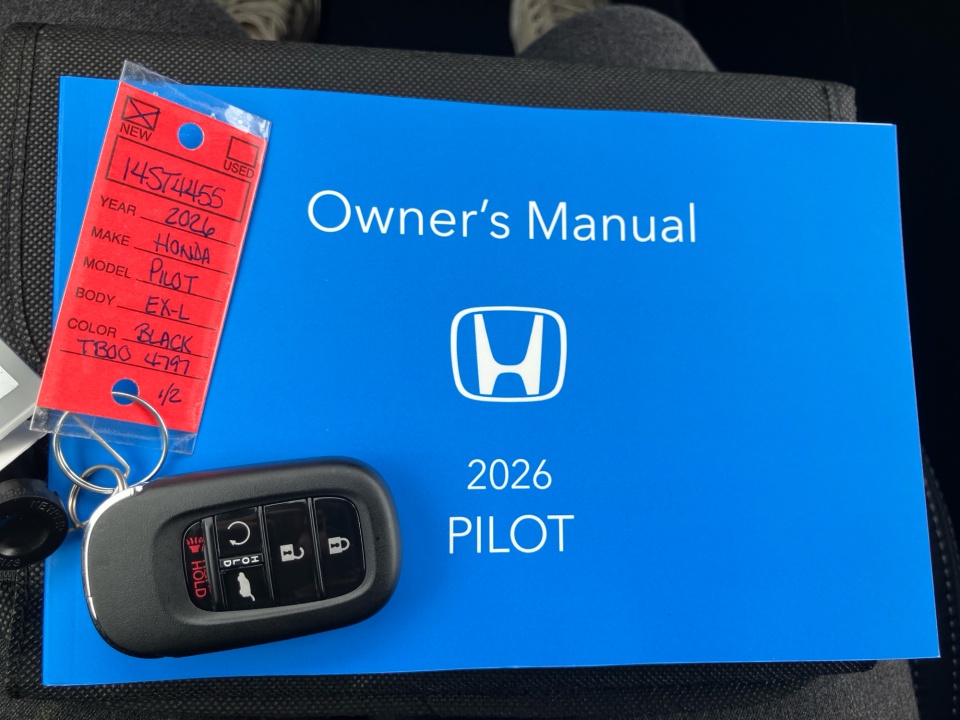 NEW
USED
14ST4455
YEAR 2026
MAKE HONDA
MODEL PILOT
BODY EX-L
COLOR BLACK
TB00 4797
1/2
Owner's Manual
2026
PILOT
HOLD
HOLD